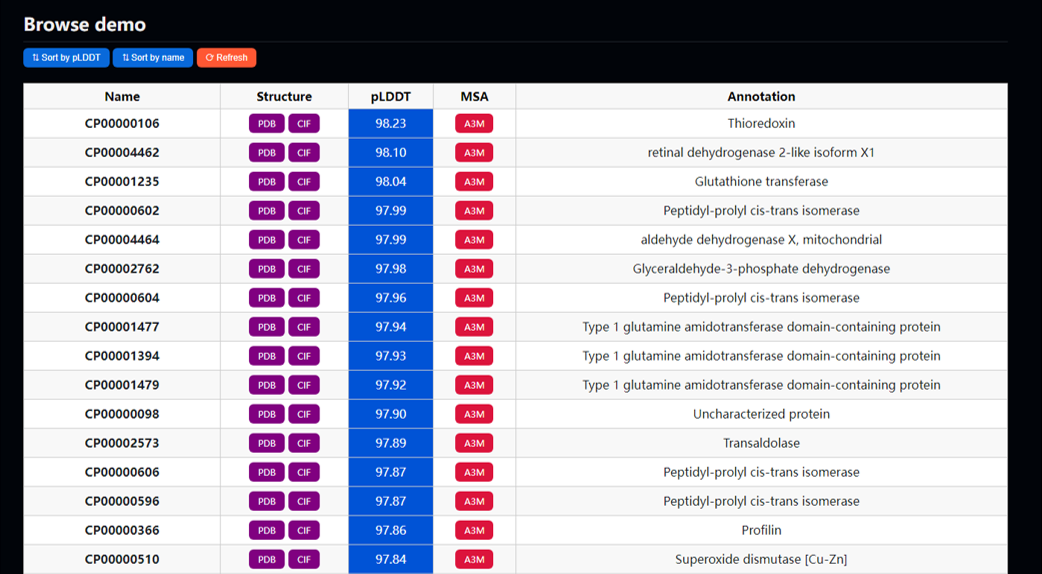 Browse demo
Sort by pLDDT Sort by name Refresh
Name Structure pLDDT MSA Annotation
CP00000106 PDB CIF 98.23 A3M Thioredoxin
CP00004462 PDB CIF 98.10 A3M retinal dehydrogenase 2-like isoform X1
CP00001235 PDB CIF 98.04 A3M Glutathione transferase
CP00000602 PDB CIF 97.99 A3M Peptidyl-prolyl cis-trans isomerase
CP00004464 PDB CIF 97.99 A3M aldehyde dehydrogenase X, mitochondrial
CP00002762 PDB CIF 97.98 A3M Glyceraldehyde-3-phosphate dehydrogenase
CP00000604 PDB CIF 97.96 A3M Peptidyl-prolyl cis-trans isomerase
CP00001477 PDB CIF 97.94 A3M Type 1 glutamine amidotransferase domain-containing protein
CP00001394 PDB CIF 97.93 A3M Type 1 glutamine amidotransferase domain-containing protein
CP00001479 PDB CIF 97.92 A3M Type 1 glutamine amidotransferase domain-containing protein
CP00000098 PDB CIF 97.90 A3M Uncharacterized protein
CP00002573 PDB CIF 97.89 A3M Transaldolase
CP00000606 PDB CIF 97.87 A3M Peptidyl-prolyl cis-trans isomerase
CP00000596 PDB CIF 97.87 A3M Peptidyl-prolyl cis-trans isomerase
CP00000366 PDB CIF 97.86 A3M Profilin
CP00000510 PDB CIF 97.84 A3M Superoxide dismutase [Cu-Zn]